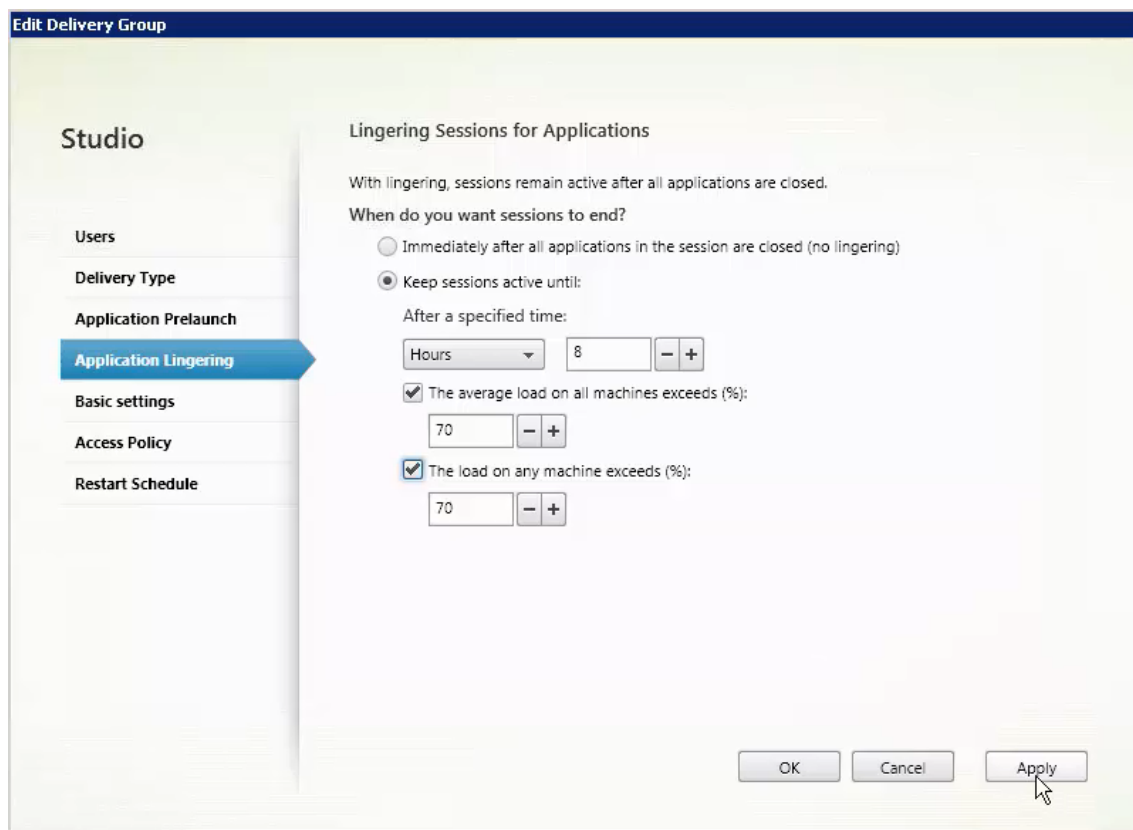 Edit Delivery Group
Studio
Users
Delivery Type
Application Prelaunch
Application Lingering
Basic settings
Access Policy
Restart Schedule
Lingering Sessions for Applications
With lingering, sessions remain active after all applications are closed.
When do you want sessions to end?
Immediately after all applications in the session are closed (no lingering)
Keep sessions active until:
After a specified time:
Hours 8 − +
The average load on all machines exceeds (%):
70 − +
The load on any machine exceeds (%):
70 − +
OK Cancel Apply